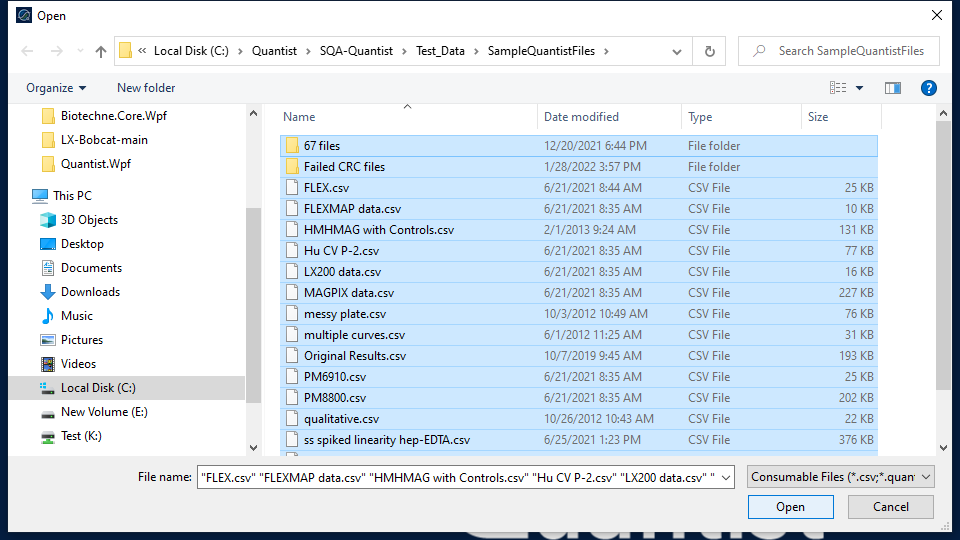 Open
« Local Disk (C:) › Quantist › SQA-Quantist › Test_Data › SampleQuantistFiles ›
Search SampleQuantistFiles
Organize New folder
Biotechne.Core.Wpf
LX-Bobcat-main
Quantist.Wpf
This PC
3D Objects
Desktop
Documents
Downloads
Music
Pictures
Videos
Local Disk (C:)
New Volume (E:)
Test (K:)
Name Date modified Type Size
67 files 12/20/2021 6:44 PM File folder
Failed CRC files 1/28/2022 3:57 PM File folder
FLEX.csv 6/21/2021 8:44 AM CSV File 25 KB
FLEXMAP data.csv 6/21/2021 8:35 AM CSV File 10 KB
HMHMAG with Controls.csv 2/1/2013 9:24 AM CSV File 131 KB
Hu CV P-2.csv 6/21/2021 8:35 AM CSV File 77 KB
LX200 data.csv 6/21/2021 8:35 AM CSV File 16 KB
MAGPIX data.csv 6/21/2021 8:35 AM CSV File 227 KB
messy plate.csv 10/3/2012 10:49 AM CSV File 76 KB
multiple curves.csv 6/1/2012 11:25 AM CSV File 31 KB
Original Results.csv 10/7/2019 9:45 AM CSV File 193 KB
PM6910.csv 6/21/2021 8:35 AM CSV File 25 KB
PM8800.csv 6/21/2021 8:35 AM CSV File 202 KB
qualitative.csv 10/26/2012 10:43 AM CSV File 22 KB
ss spiked linearity hep-EDTA.csv 6/25/2021 1:23 PM CSV File 376 KB
File name: "FLEX.csv" "FLEXMAP data.csv" "HMHMAG with Controls.csv" "Hu CV P-2.csv" "LX200 data.csv" "
Consumable Files (*.csv;*.quant
Open Cancel